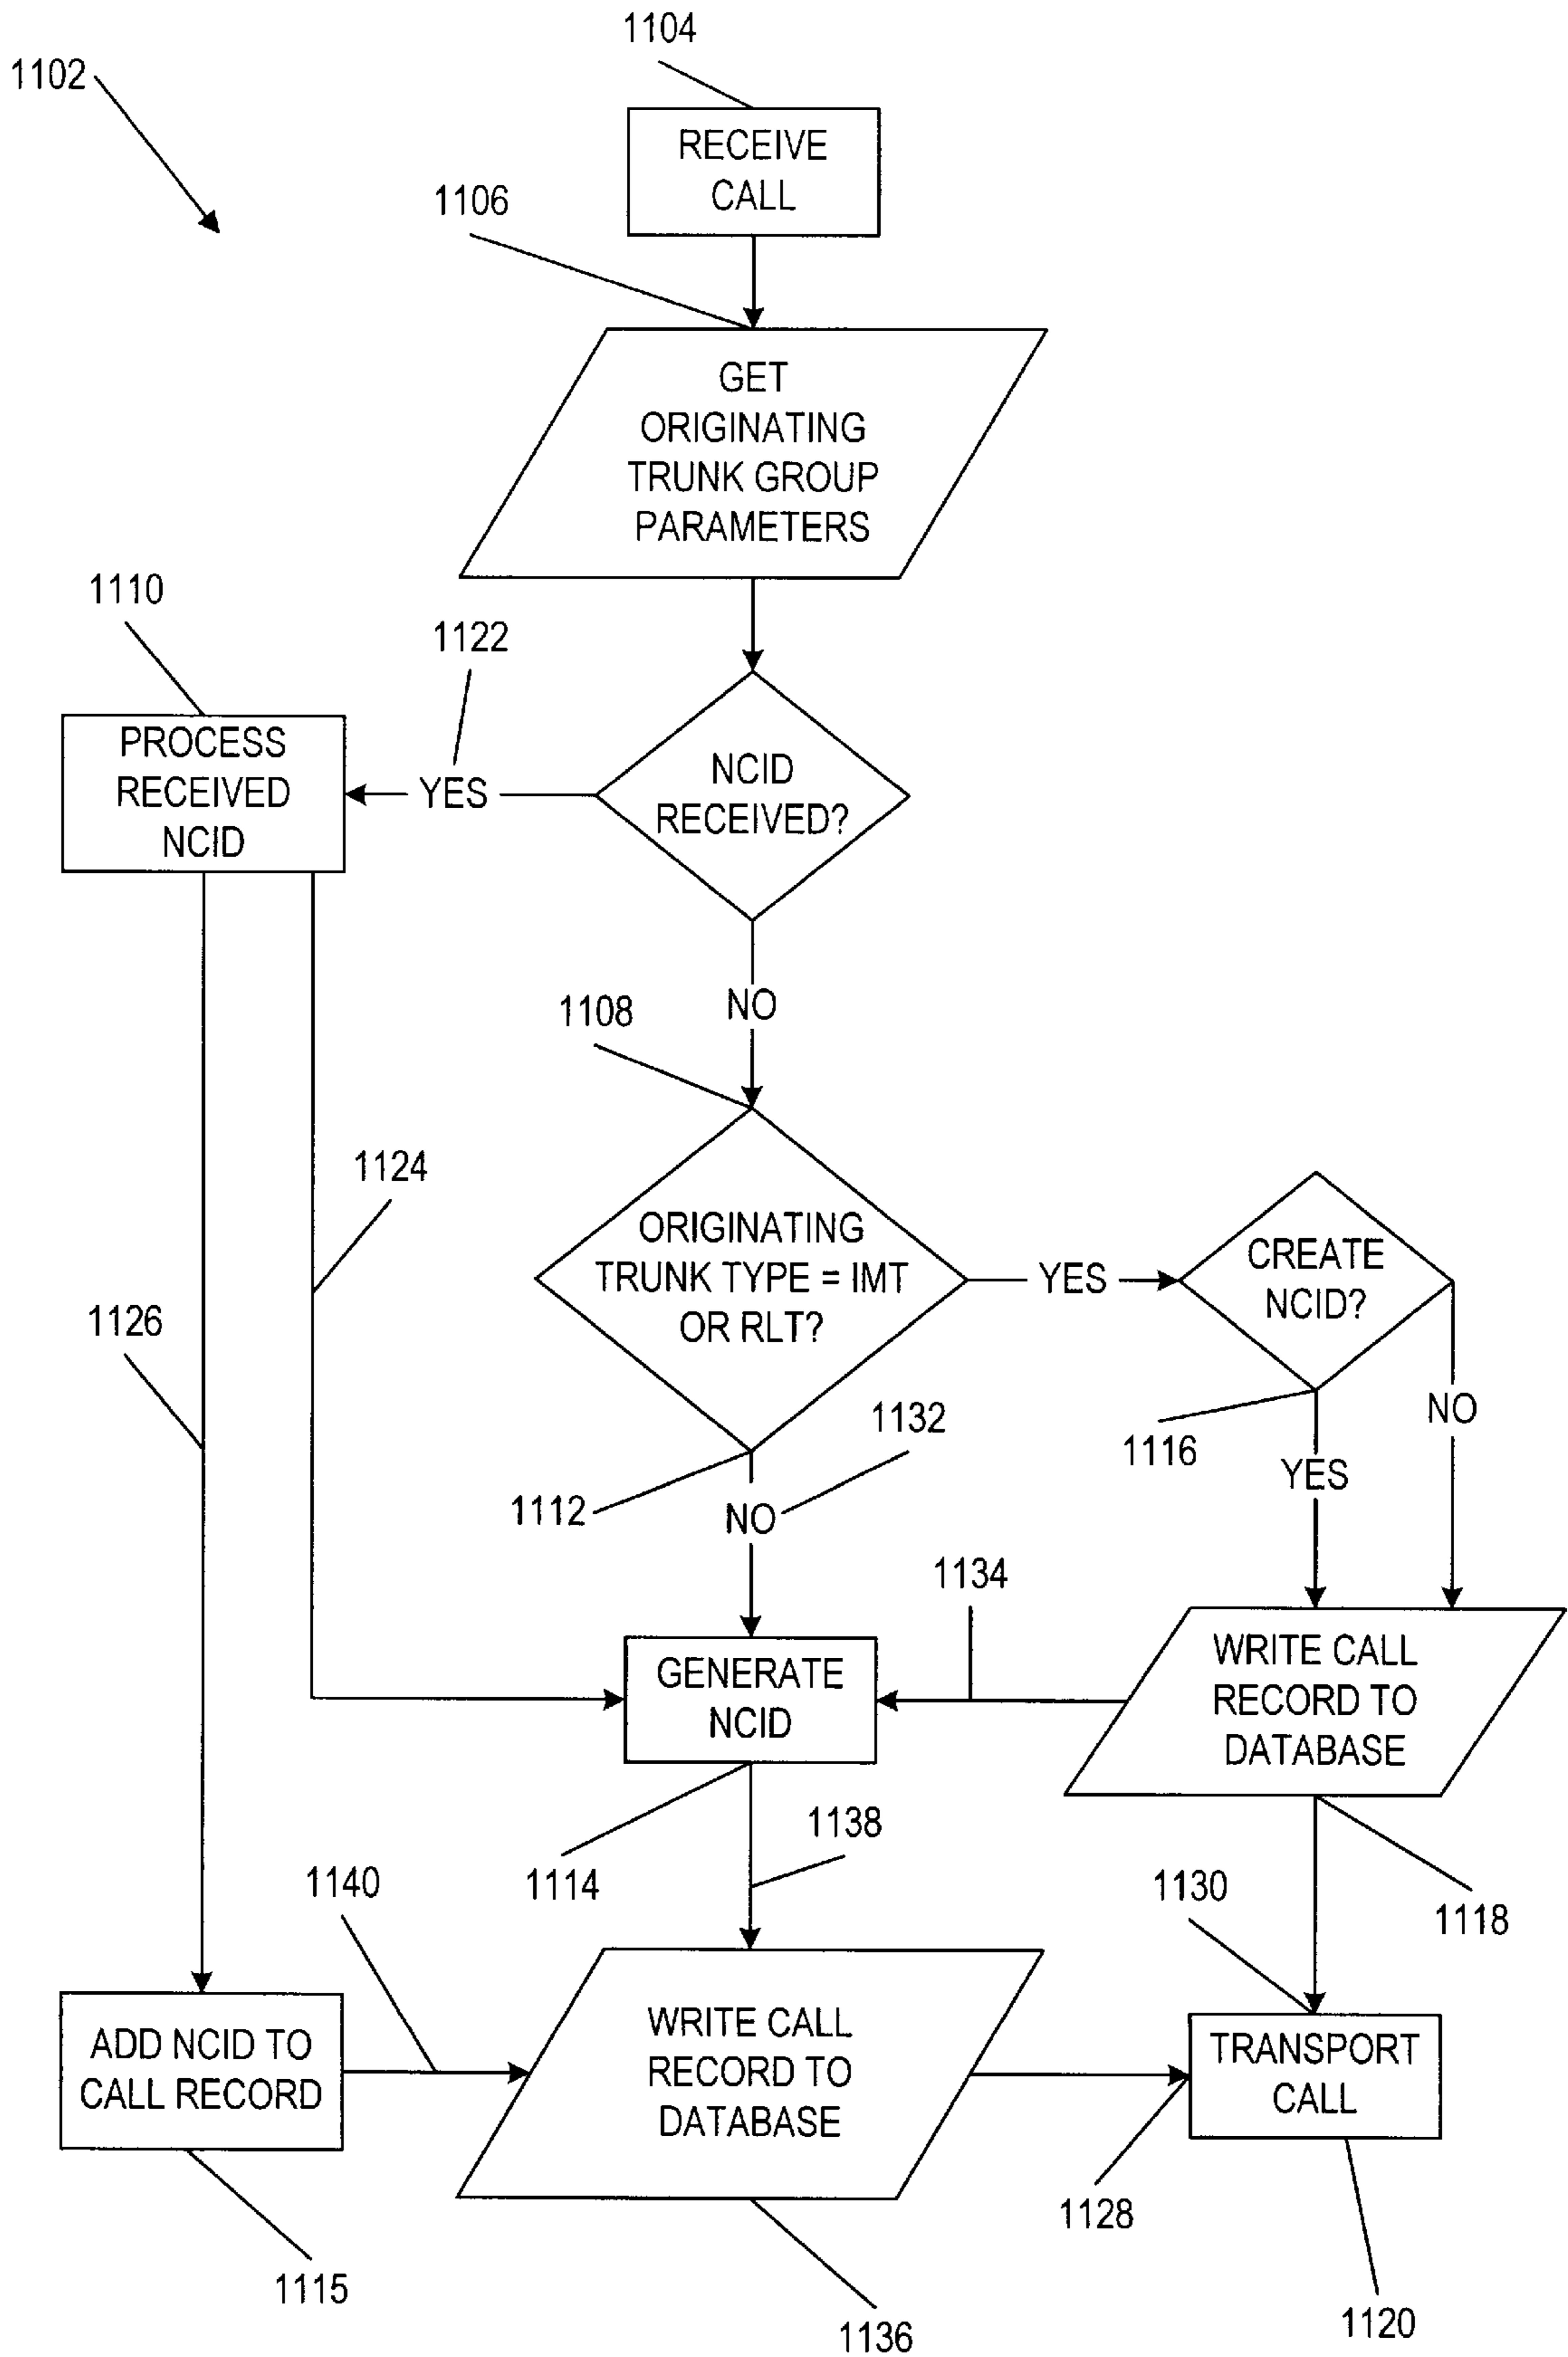 1104
1102
RECEIVE
CALL
1106
GET
ORIGINATING
TRUNK GROUP
PARAMETERS
1110
1122
PROCESS
RECEIVED
NCID
YES
NCID
RECEIVED?
NO
1108
1124
ORIGINATING
TRUNK TYPE = IMT
OR RLT?
YES
CREATE
NCID?
1126
1132
NO
1116
YES
1112
NO
1134
GENERATE
NCID
WRITE CALL
RECORD TO
DATABASE
1138
1140
1114
1130
1118
ADD NCID TO
CALL RECORD
WRITE CALL
RECORD TO
DATABASE
TRANSPORT
CALL
1128
1115
1136
1120